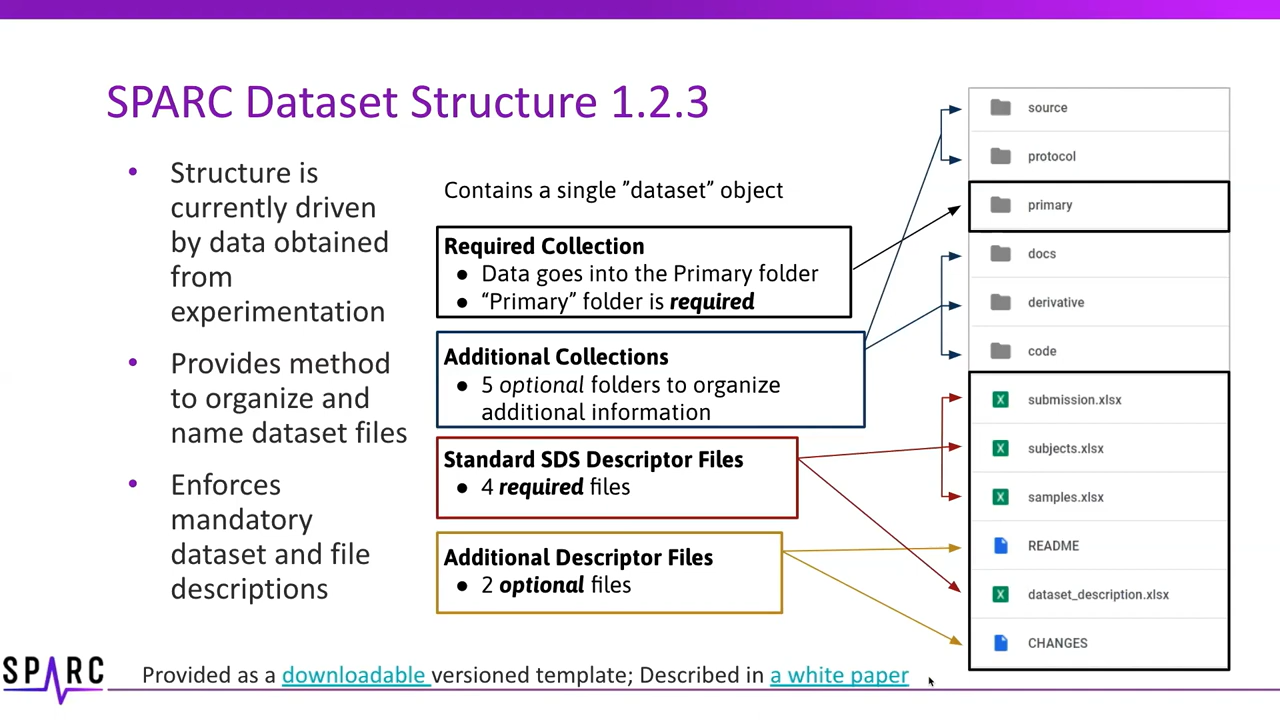 SPARC Dataset Structure 1.2.3
• Structure is
currently driven
by data obtained
from
experimentation
• Provides method
to organize and
name dataset files
• Enforces
mandatory
dataset and file
descriptions
Contains a single ”dataset” object
Required Collection
● Data goes into the Primary folder
● “Primary” folder is required
Additional Collections
● 5 optional folders to organize
additional information
Standard SDS Descriptor Files
● 4 required files
Additional Descriptor Files
● 2 optional files
source
protocol
primary
docs
derivative
code
submission.xlsx
subjects.xlsx
samples.xlsx
README
dataset_description.xlsx
CHANGES
SPARC
Provided as a downloadable versioned template; Described in a white paper